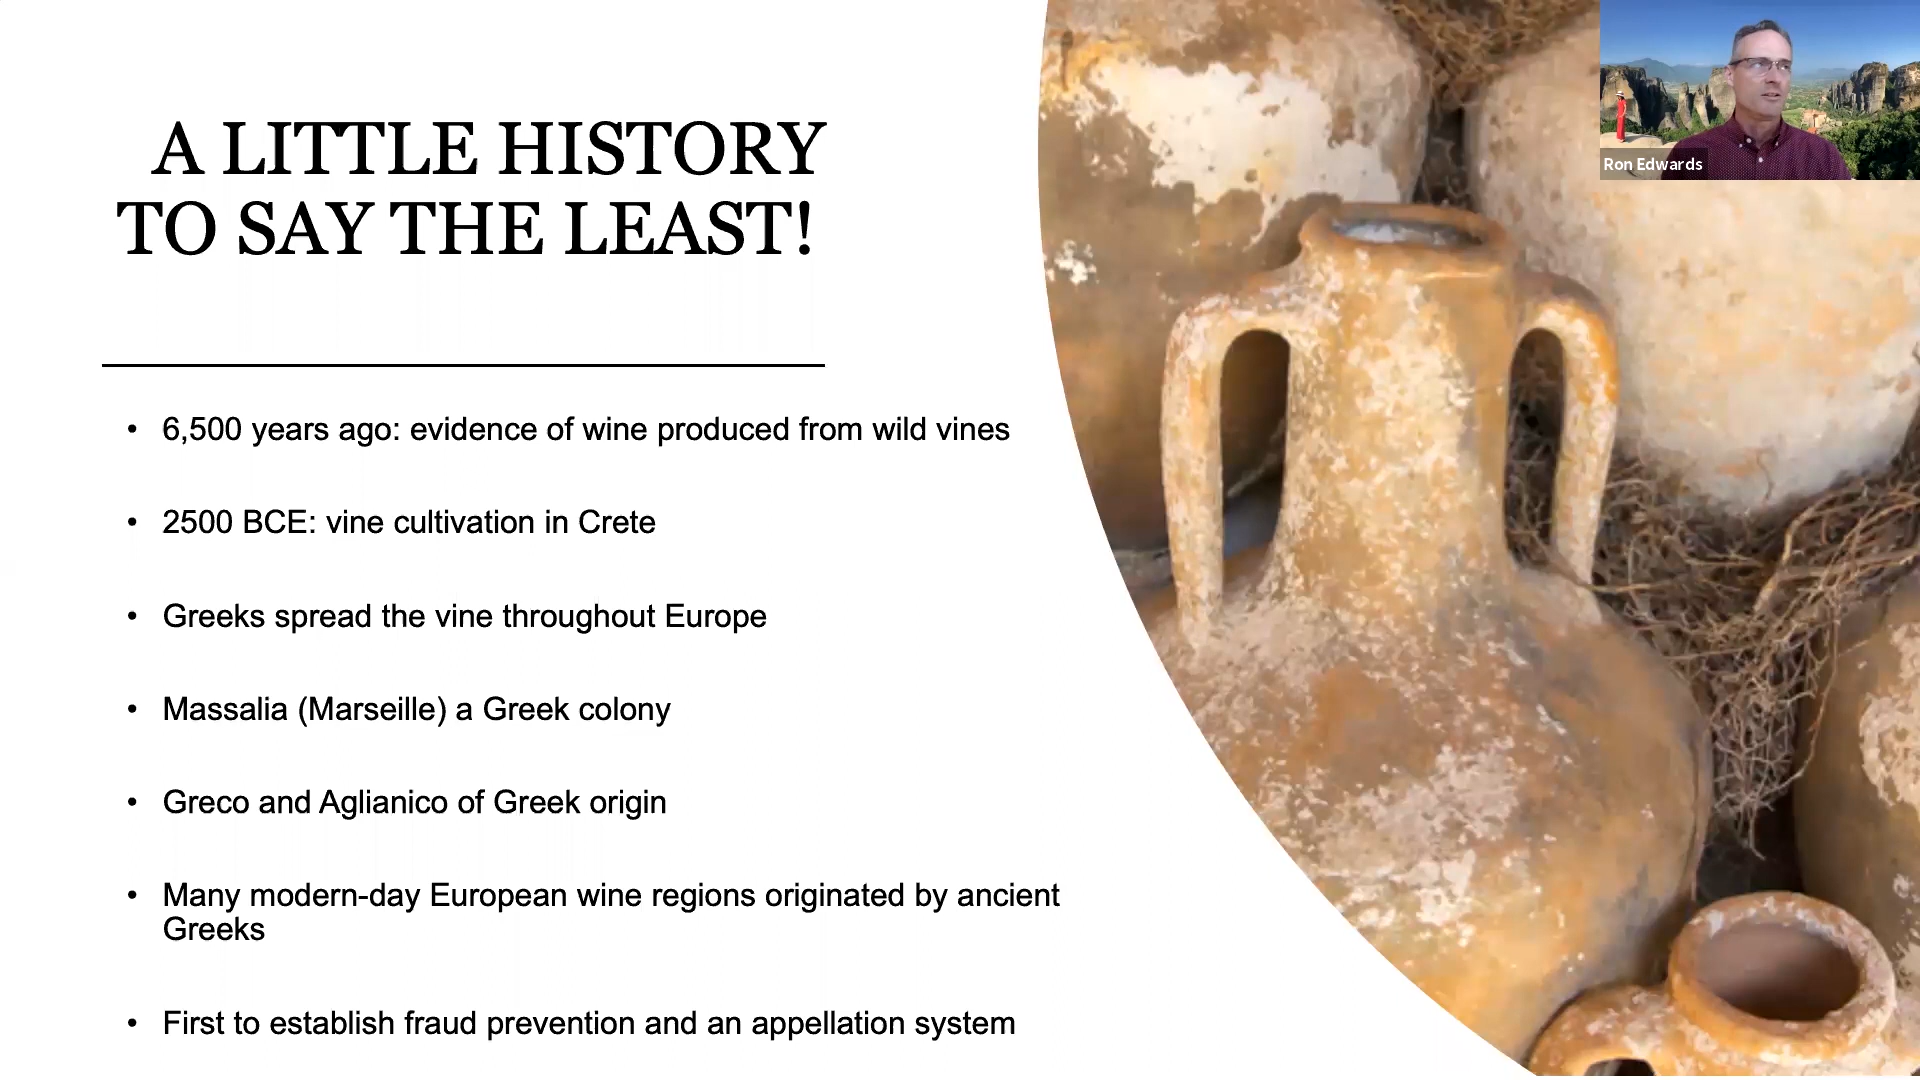 A LITTLE HISTORY
TO SAY THE LEAST!
• 6,500 years ago: evidence of wine produced from wild vines
• 2500 BCE: vine cultivation in Crete
• Greeks spread the vine throughout Europe
• Massalia (Marseille) a Greek colony
• Greco and Aglianico of Greek origin
• Many modern-day European wine regions originated by ancient
Greeks
• First to establish fraud prevention and an appellation system
Ron Edwards